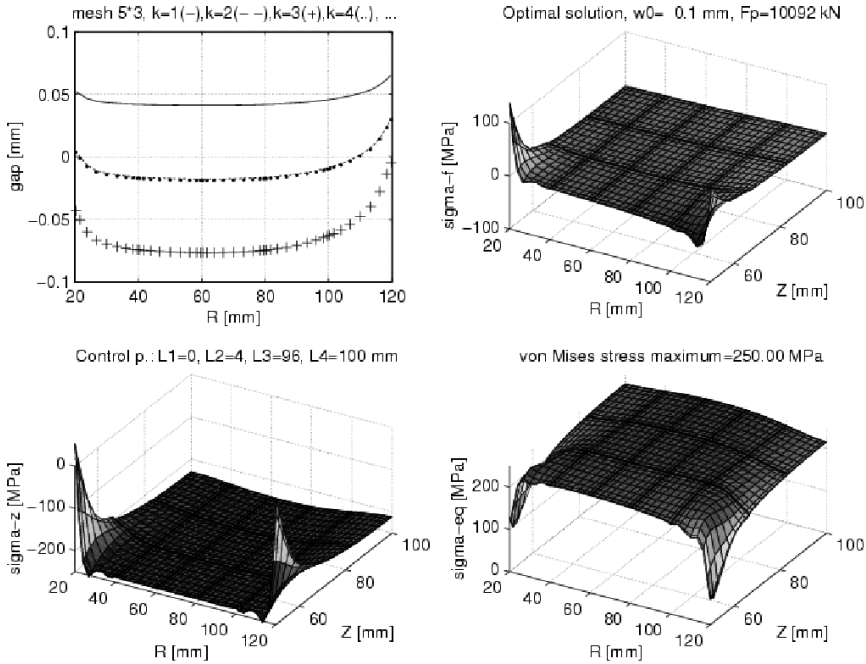 mesh 5*3, k=1(−),k=2(− −),k=3(+),k=4(..), ...
0.1
0.05
0
−0.05
−0.1
gap [mm]
20 40 60 80 100 120
R [mm]
Optimal solution, w0= 0.1 mm, Fp=10092 kN
100
0
−100
sigma−f [MPa]
20 40 60 80 100 120
R [mm]
60 80 100
Z [mm]
Control p.: L1=0, L2=4, L3=96, L4=100 mm
0
−100
−200
sigma−z [MPa]
20 40 60 80 100 120
R [mm]
60 80 100
Z [mm]
von Mises stress maximum=250.00 MPa
200
100
0
sigma−eq [MPa]
20 40 60 80 100 120
R [mm]
60 80 100
Z [mm]